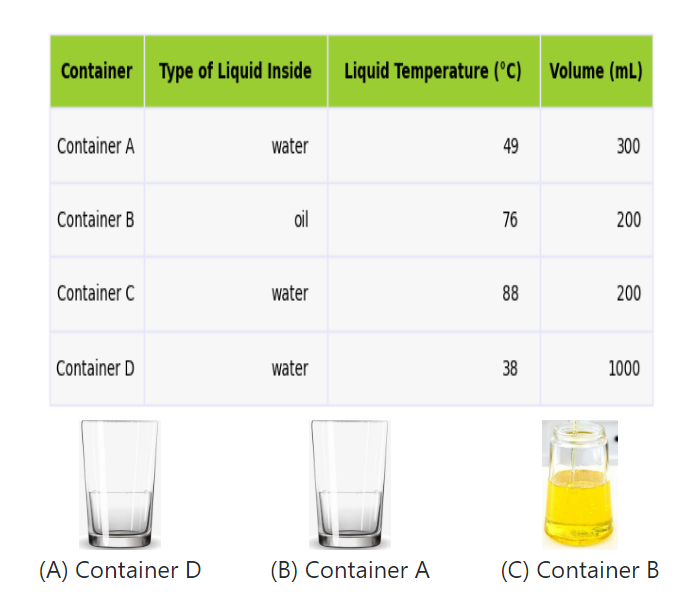 Container Type of Liquid Inside Liquid Temperature (°C) Volume (mL)
Container A water 49 300
Container B oil 76 200
Container C water 88 200
Container D water 38 1000
(A) Container D (B) Container A (C) Container B